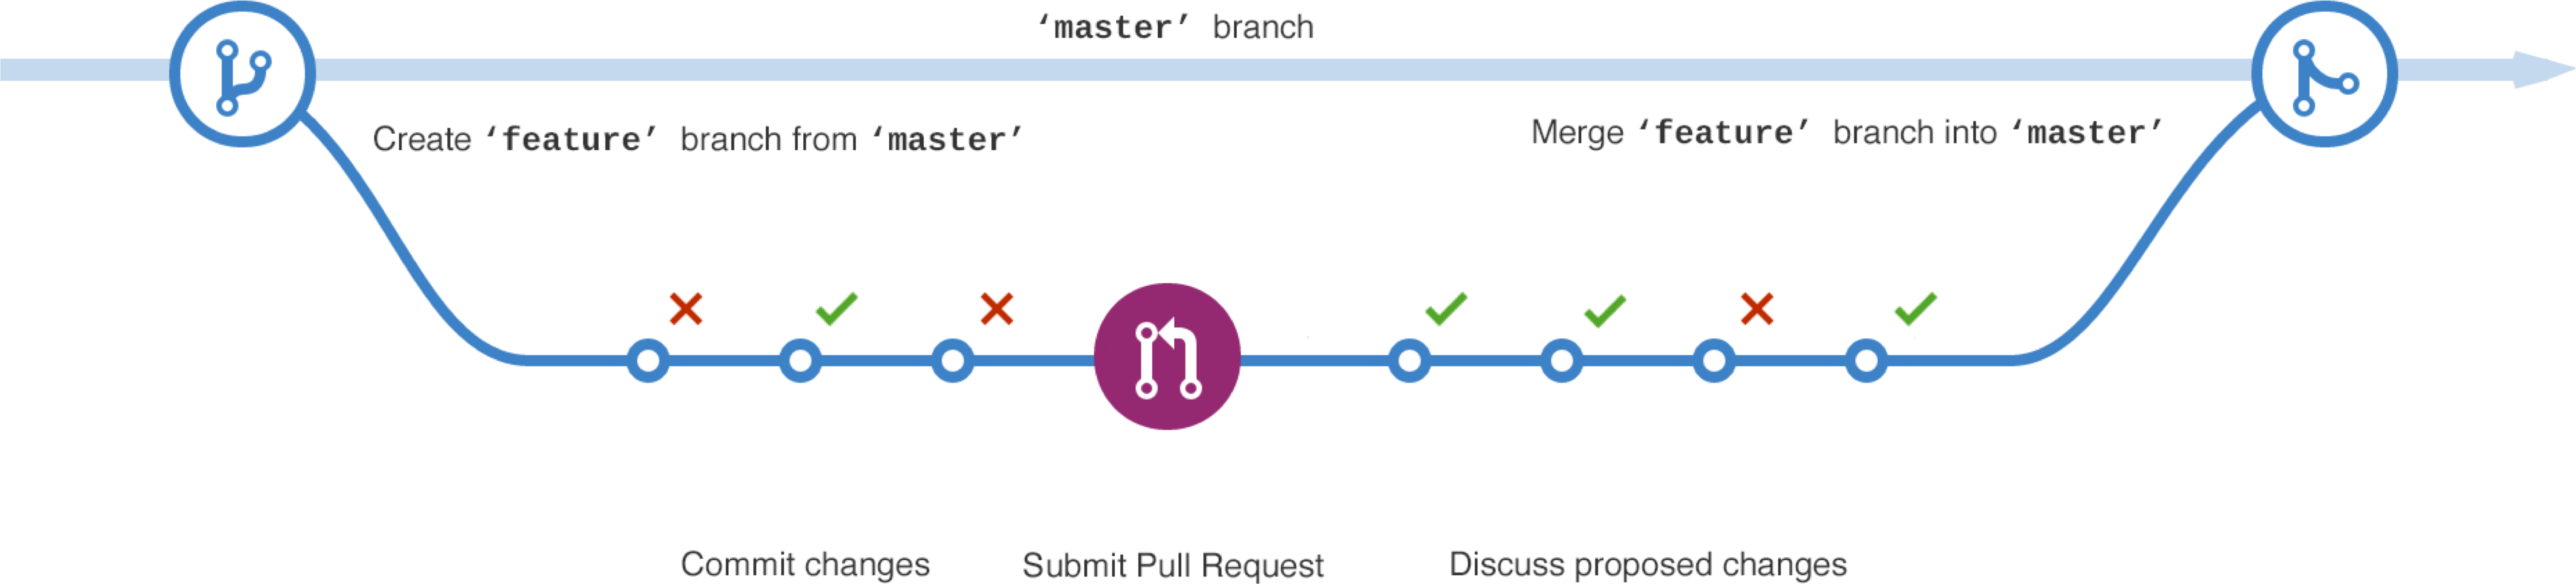 ‘master’ branch
Create ‘feature’ branch from ‘master’
Merge ‘feature’ branch into ‘master’
Commit changes
Submit Pull Request
Discuss proposed changes